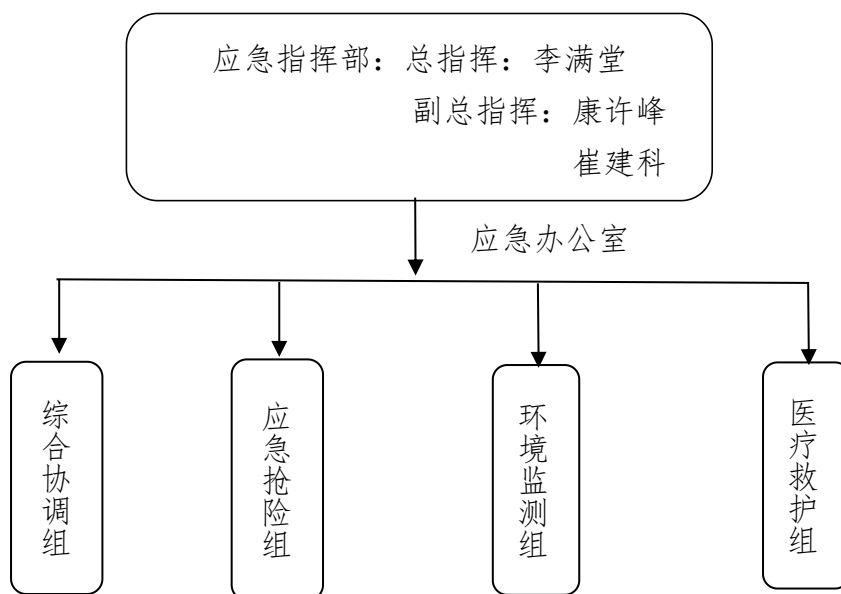 应急指挥部：总指挥：李满堂
副总指挥：康许峰
崔建科
应急办公室
综合协调组
应急抢险组
环境监测组
医疗救护组